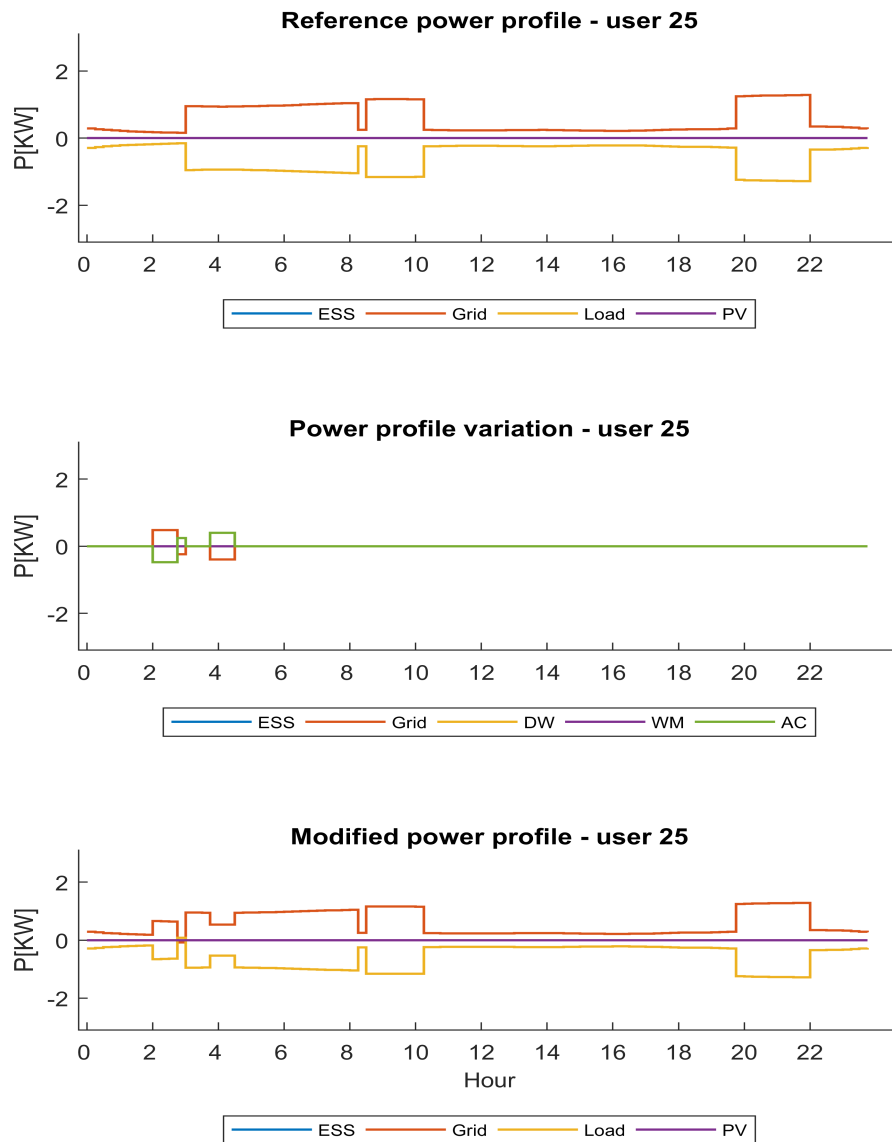 Reference power profile - user 25
P[KW]
2
0
-2
0 2 4 6 8 10 12 14 16 18 20 22
ESS Grid Load PV
Power profile variation - user 25
P[KW]
2
0
-2
0 2 4 6 8 10 12 14 16 18 20 22
ESS Grid DW WM AC
Modified power profile - user 25
P[KW]
2
0
-2
0 2 4 6 8 10 12 14 16 18 20 22
Hour
ESS Grid Load PV